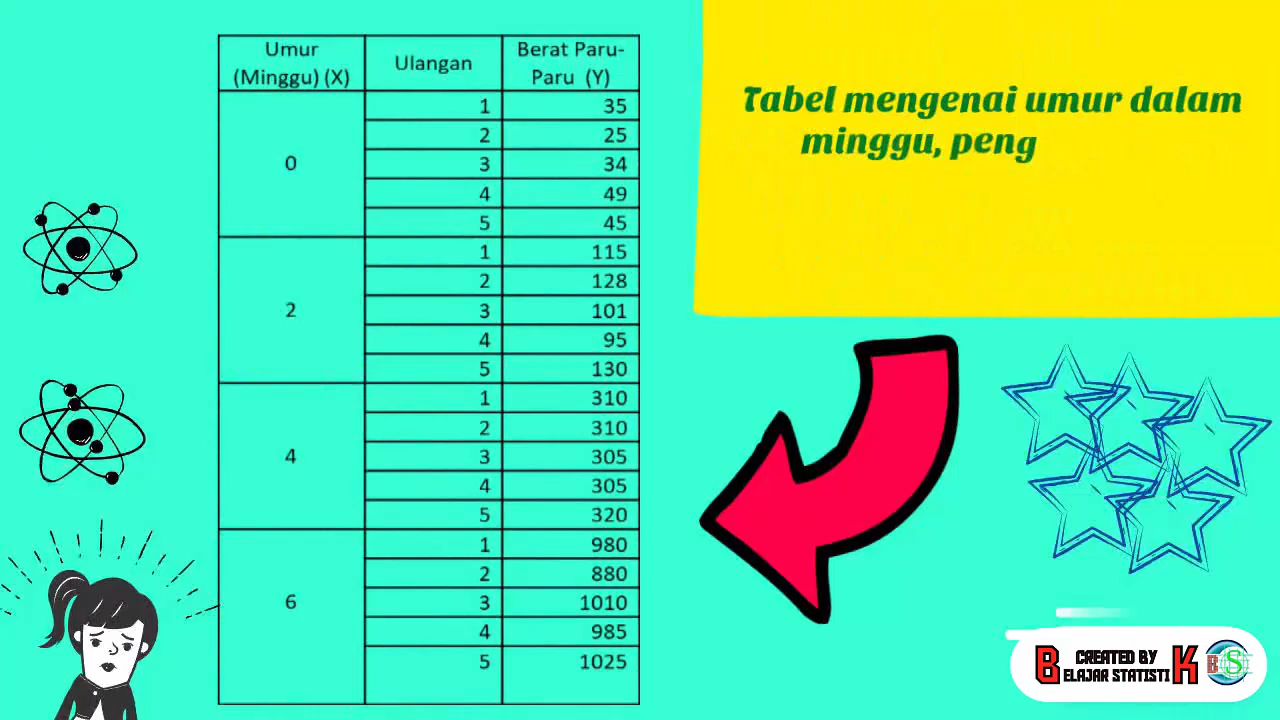 Umur (Minggu) (X) Ulangan Berat Paru-Paru (Y)
0 1 35
2 25
3 34
4 49
5 45
2 1 115
2 128
3 101
4 95
5 130
4 1 310
2 310
3 305
4 305
5 320
6 1 980
2 880
3 1010
4 985
5 1025
Tabel mengenai umur dalam
minggu, peng
CREATED BY
BELAJAR STATISTIK
BS